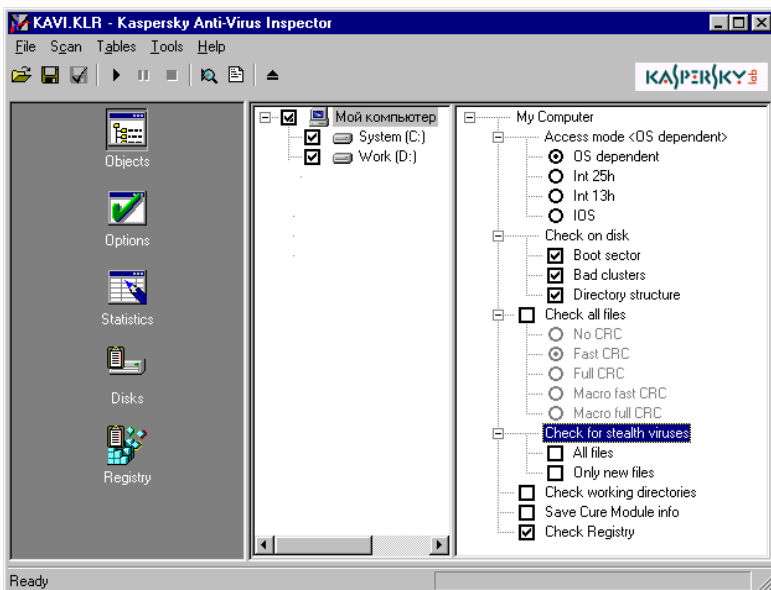 KAVI.KLR - Kaspersky Anti-Virus Inspector
File Scan Tables Tools Help
KASPERSKY lab
Objects
Options
Statistics
Disks
Registry
Мой компьютер
System (C:)
Work (D:)
My Computer
Access mode <OS dependent>
OS dependent
Int 25h
Int 13h
IOS
Check on disk
Boot sector
Bad clusters
Directory structure
Check all files
No CRC
Fast CRC
Full CRC
Macro fast CRC
Macro full CRC
Check for stealth viruses
All files
Only new files
Check working directories
Save Cure Module info
Check Registry
Ready